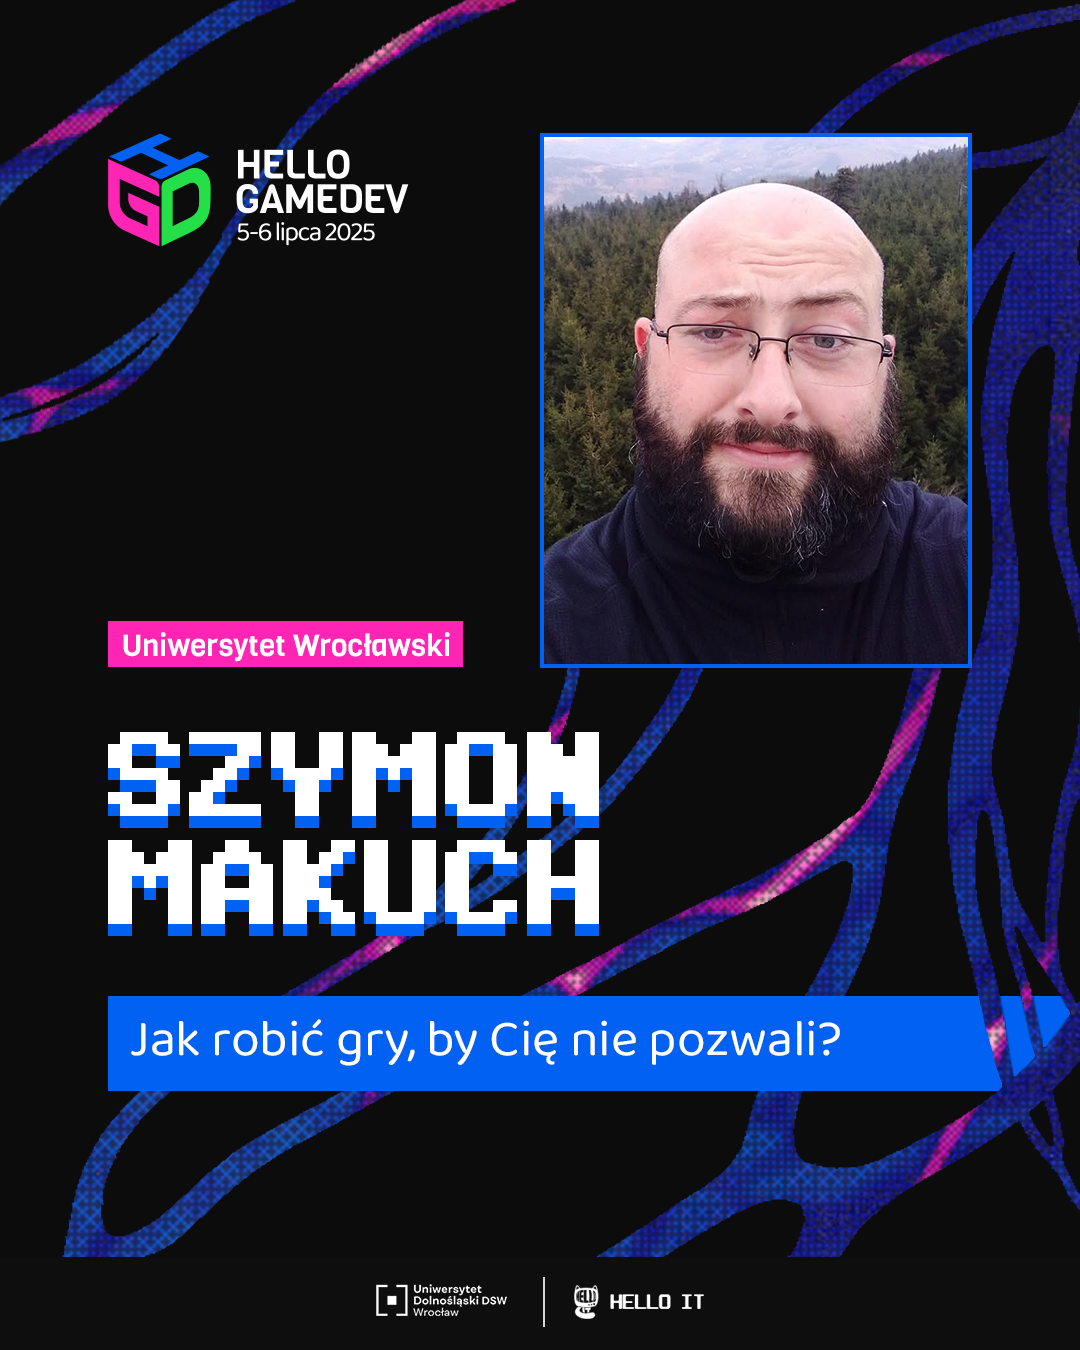 HGD
HELLO
GAMEDEV
5-6 lipca 2025
Uniwersytet Wrocławski
SZYMON
MAKUCH
Jak robić gry, by Cię nie pozwali?
Uniwersytet
Dolnośląski DSW
Wrocław
HELLO IT